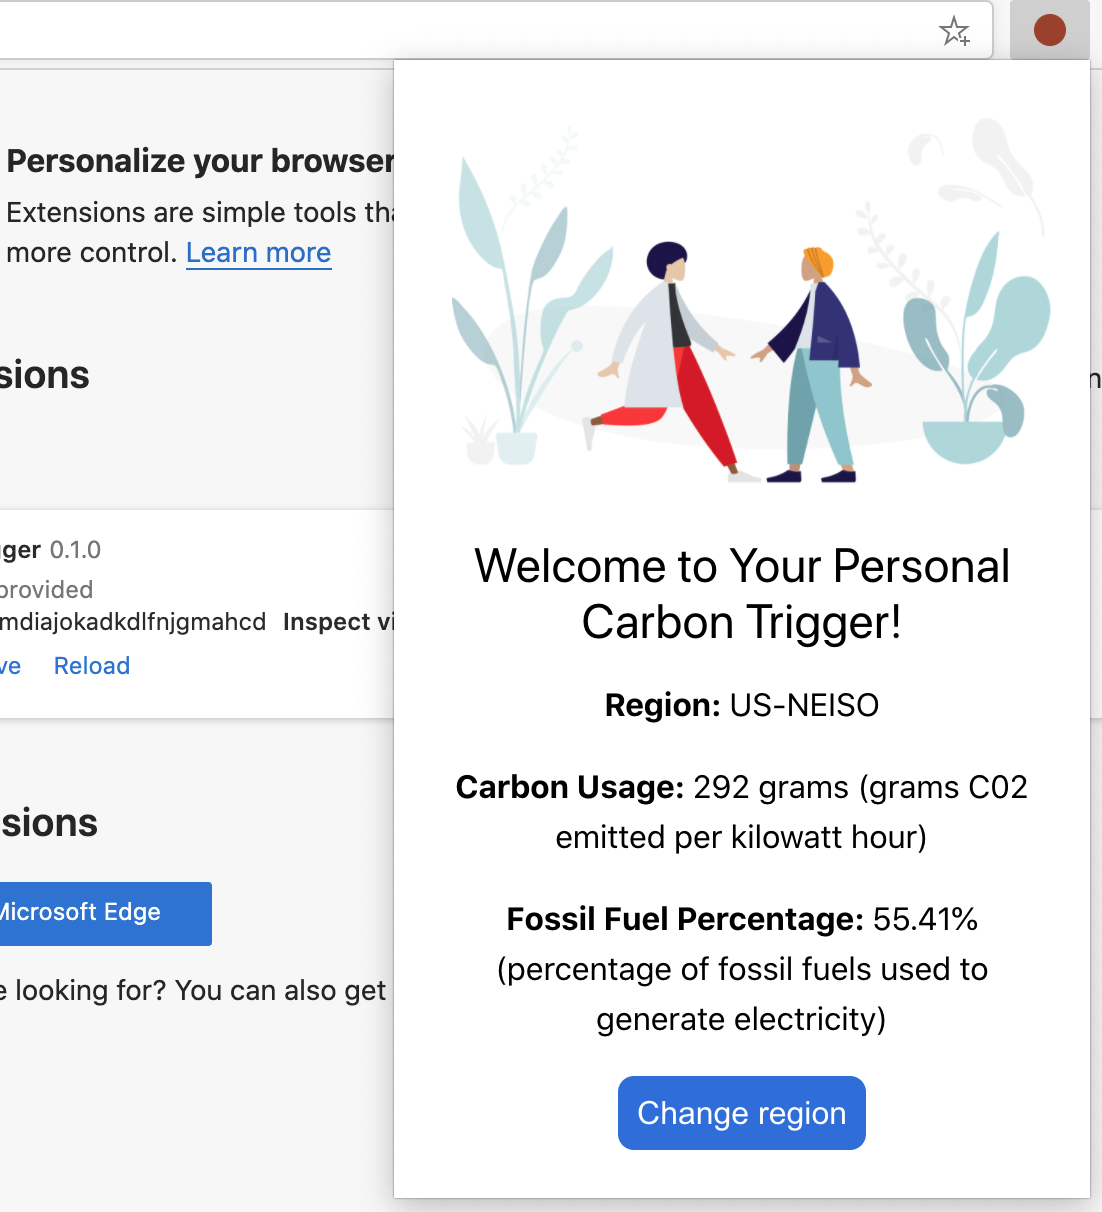 Personalize your browser
Extensions are simple tools tha
more control. Learn more
sions
gger 0.1.0
provided
mdiajokadkdlfnjgmahcd Inspect vi
ve Reload
sions
Microsoft Edge
e looking for? You can also get
Welcome to Your Personal
Carbon Trigger!
Region: US-NEISO
Carbon Usage: 292 grams (grams C02
emitted per kilowatt hour)
Fossil Fuel Percentage: 55.41%
(percentage of fossil fuels used to
generate electricity)
Change region